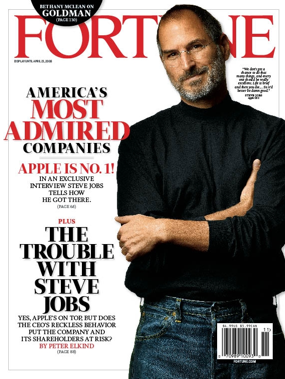 BETHANY MCLEAN ON
GOLDMAN
(PAGE 130)
FORTUNE
AMERICA'S
MOST
ADMIRED
COMPANIES
APPLE IS NO. 1!
IN AN EXCLUSIVE
INTERVIEW STEVE JOBS
TELLS HOW
HE GOT THERE.
PLUS
THE
TROUBLE
WITH
STEVE
JOBS
YES, APPLE'S ON TOP, BUT DOES
THE CEO'S RECKLESS BEHAVIOR
PUT THE COMPANY AND
ITS SHAREHOLDERS AT RISK?
BY PETER ELKIND
FORTUNE.COM